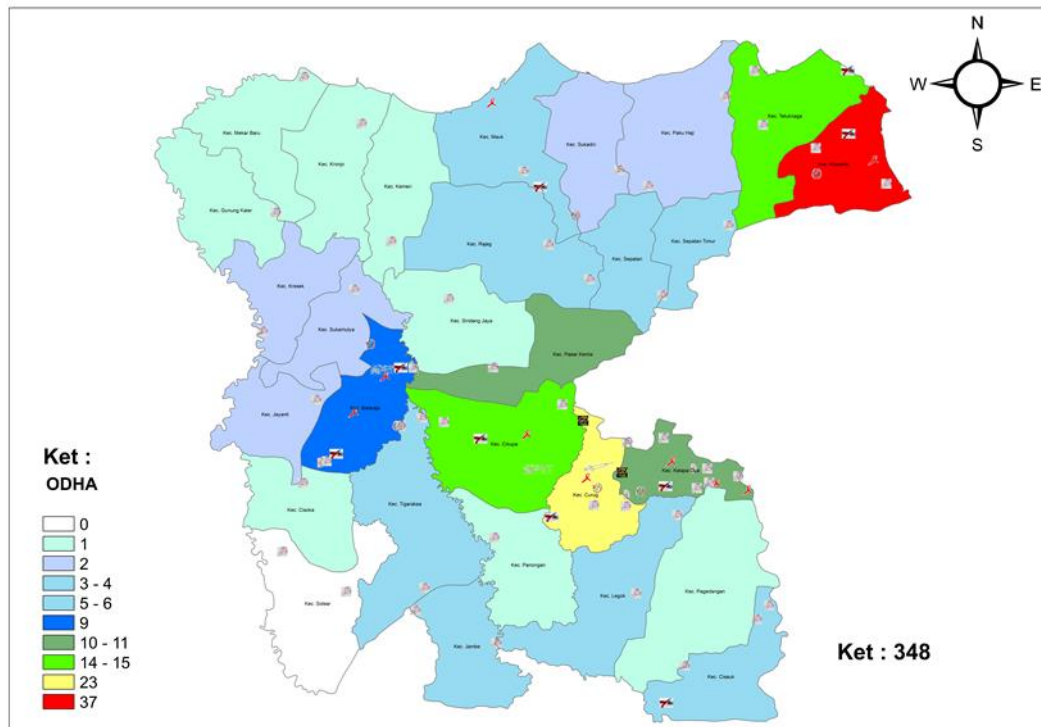 N
W E
S
Kec. Mekar Baru
Kec. Kronjo
Kec. Kemeri
Kec. Mauk
Kec. Sukadiri
Kec. Paku Haji
Kec. Teluknaga
Kec. Gunung Kaler
Kec. Rajeg
Kec. Sepatan
Kec. Sepatan Timur
Kec. Kresek
Kec. Sukamulya
Kec. Sindang Jaya
Kec. Pasar Kemis
Kec. Jayanti
Kec. Balaraja
Kec. Cikupa
Kec. Curug
Kec. Kelapa Dua
Kec. Cisoka
Kec. Tigaraksa
Kec. Panongan
Kec. Legok
Kec. Pagedangan
Kec. Solear
Kec. Jambe
Kec. Cisauk
Ket :
ODHA
0
1
2
3 - 4
5 - 6
9
10 - 11
14 - 15
23
37
Ket : 348